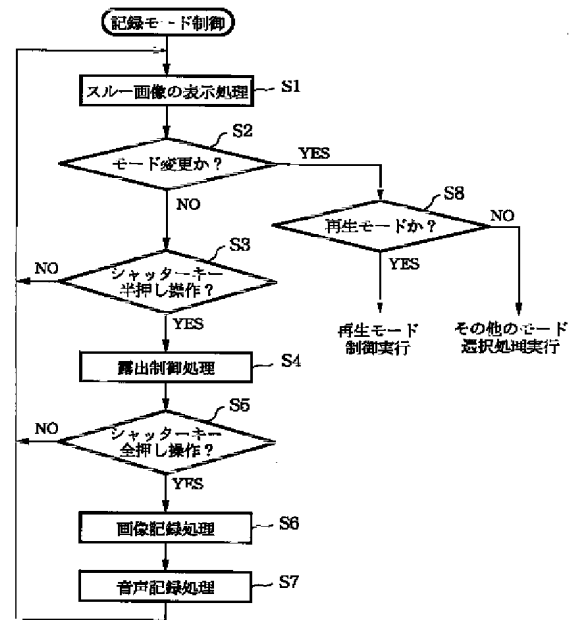 記録モード制御
スルー画像の表示処理
S1
S2
モード変更か？
YES
NO
S8
再生モードか？
NO
YES
再生モード
制御実行
その他のモード
選択処理実行
S3
シャッターキー
半押し操作？
NO
YES
露出制御処理
S4
S5
シャッターキー
全押し操作？
NO
YES
画像記録処理
S6
音声記録処理
S7